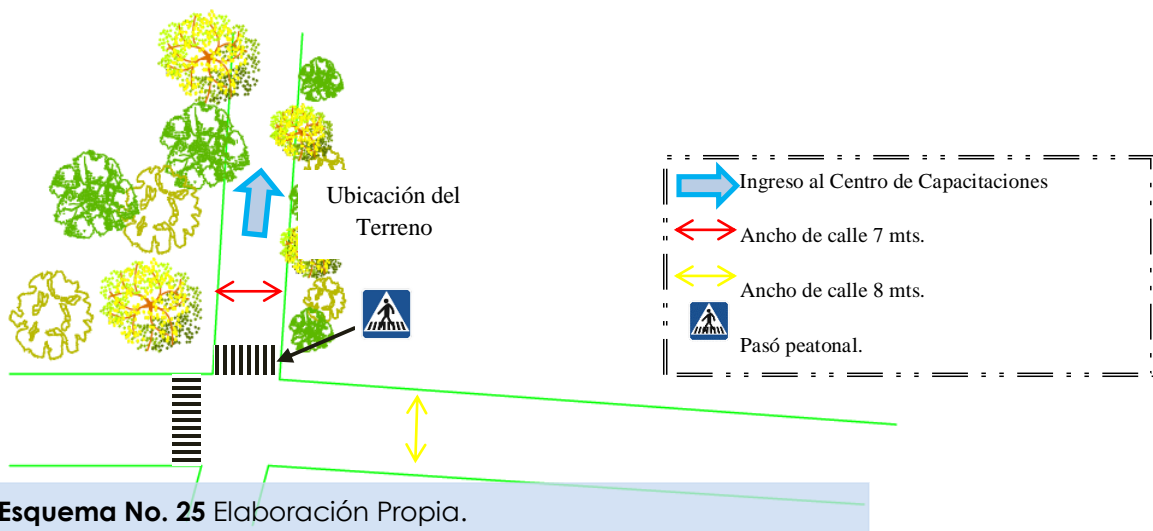 Ubicación del
Terreno
Ingreso al Centro de Capacitaciones
Ancho de calle 7 mts.
Ancho de calle 8 mts.
Pasó peatonal.
Esquema No. 25 Elaboración Propia.